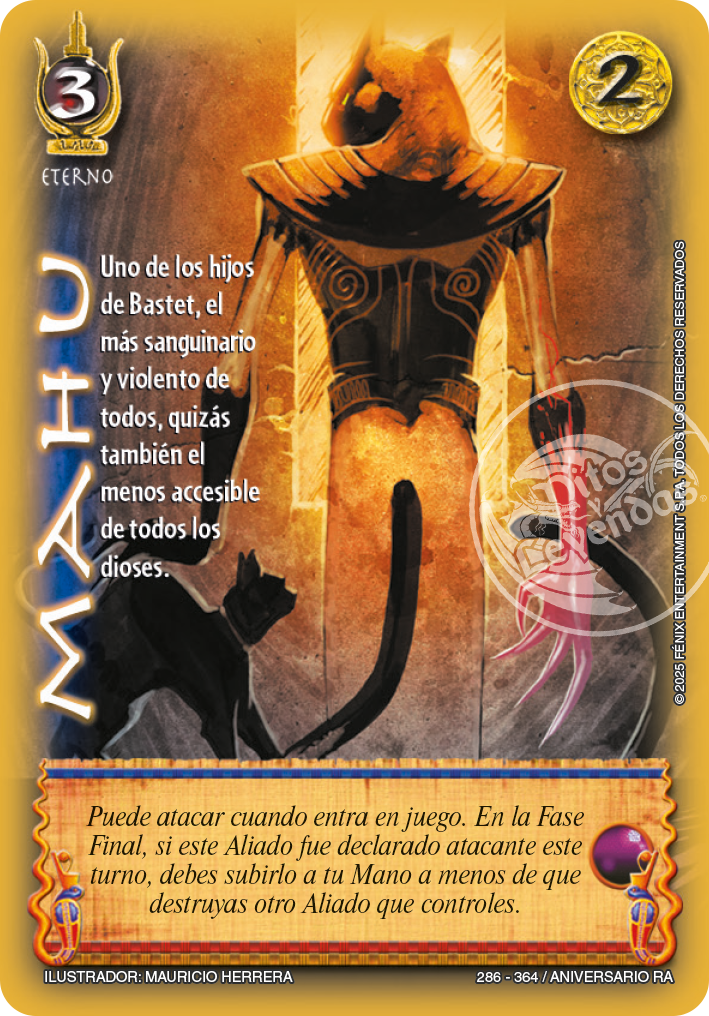 3
2
ETERNO
MAHU
Uno de los hijos
de Bastet, el
más sanguinario
y violento de
todos, quizás
también el
menos accesible
de todos los
dioses.
Mitos
y
Leyendas
©2025 FÉNIX ENTERTAINMENT S.P.A. TODOS LOS DERECHOS RESERVADOS
Puede atacar cuando entra en juego. En la Fase
Final, si este Aliado fue declarado atacante este
turno, debes subirlo a tu Mano a menos de que
destruyas otro Aliado que controles.
ILUSTRADOR: MAURICIO HERRERA
286 - 364 / ANIVERSARIO RA